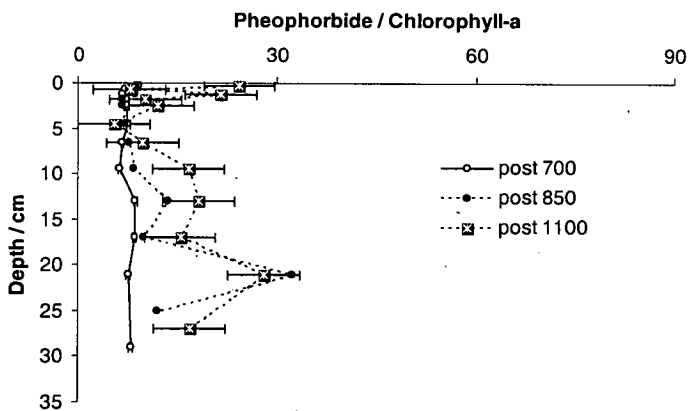 Pheophorbide / Chlorophyll-a
0 30 60 90
0
5
10
15
20
25
30
35
Depth / cm
post 700
post 850
post 1100